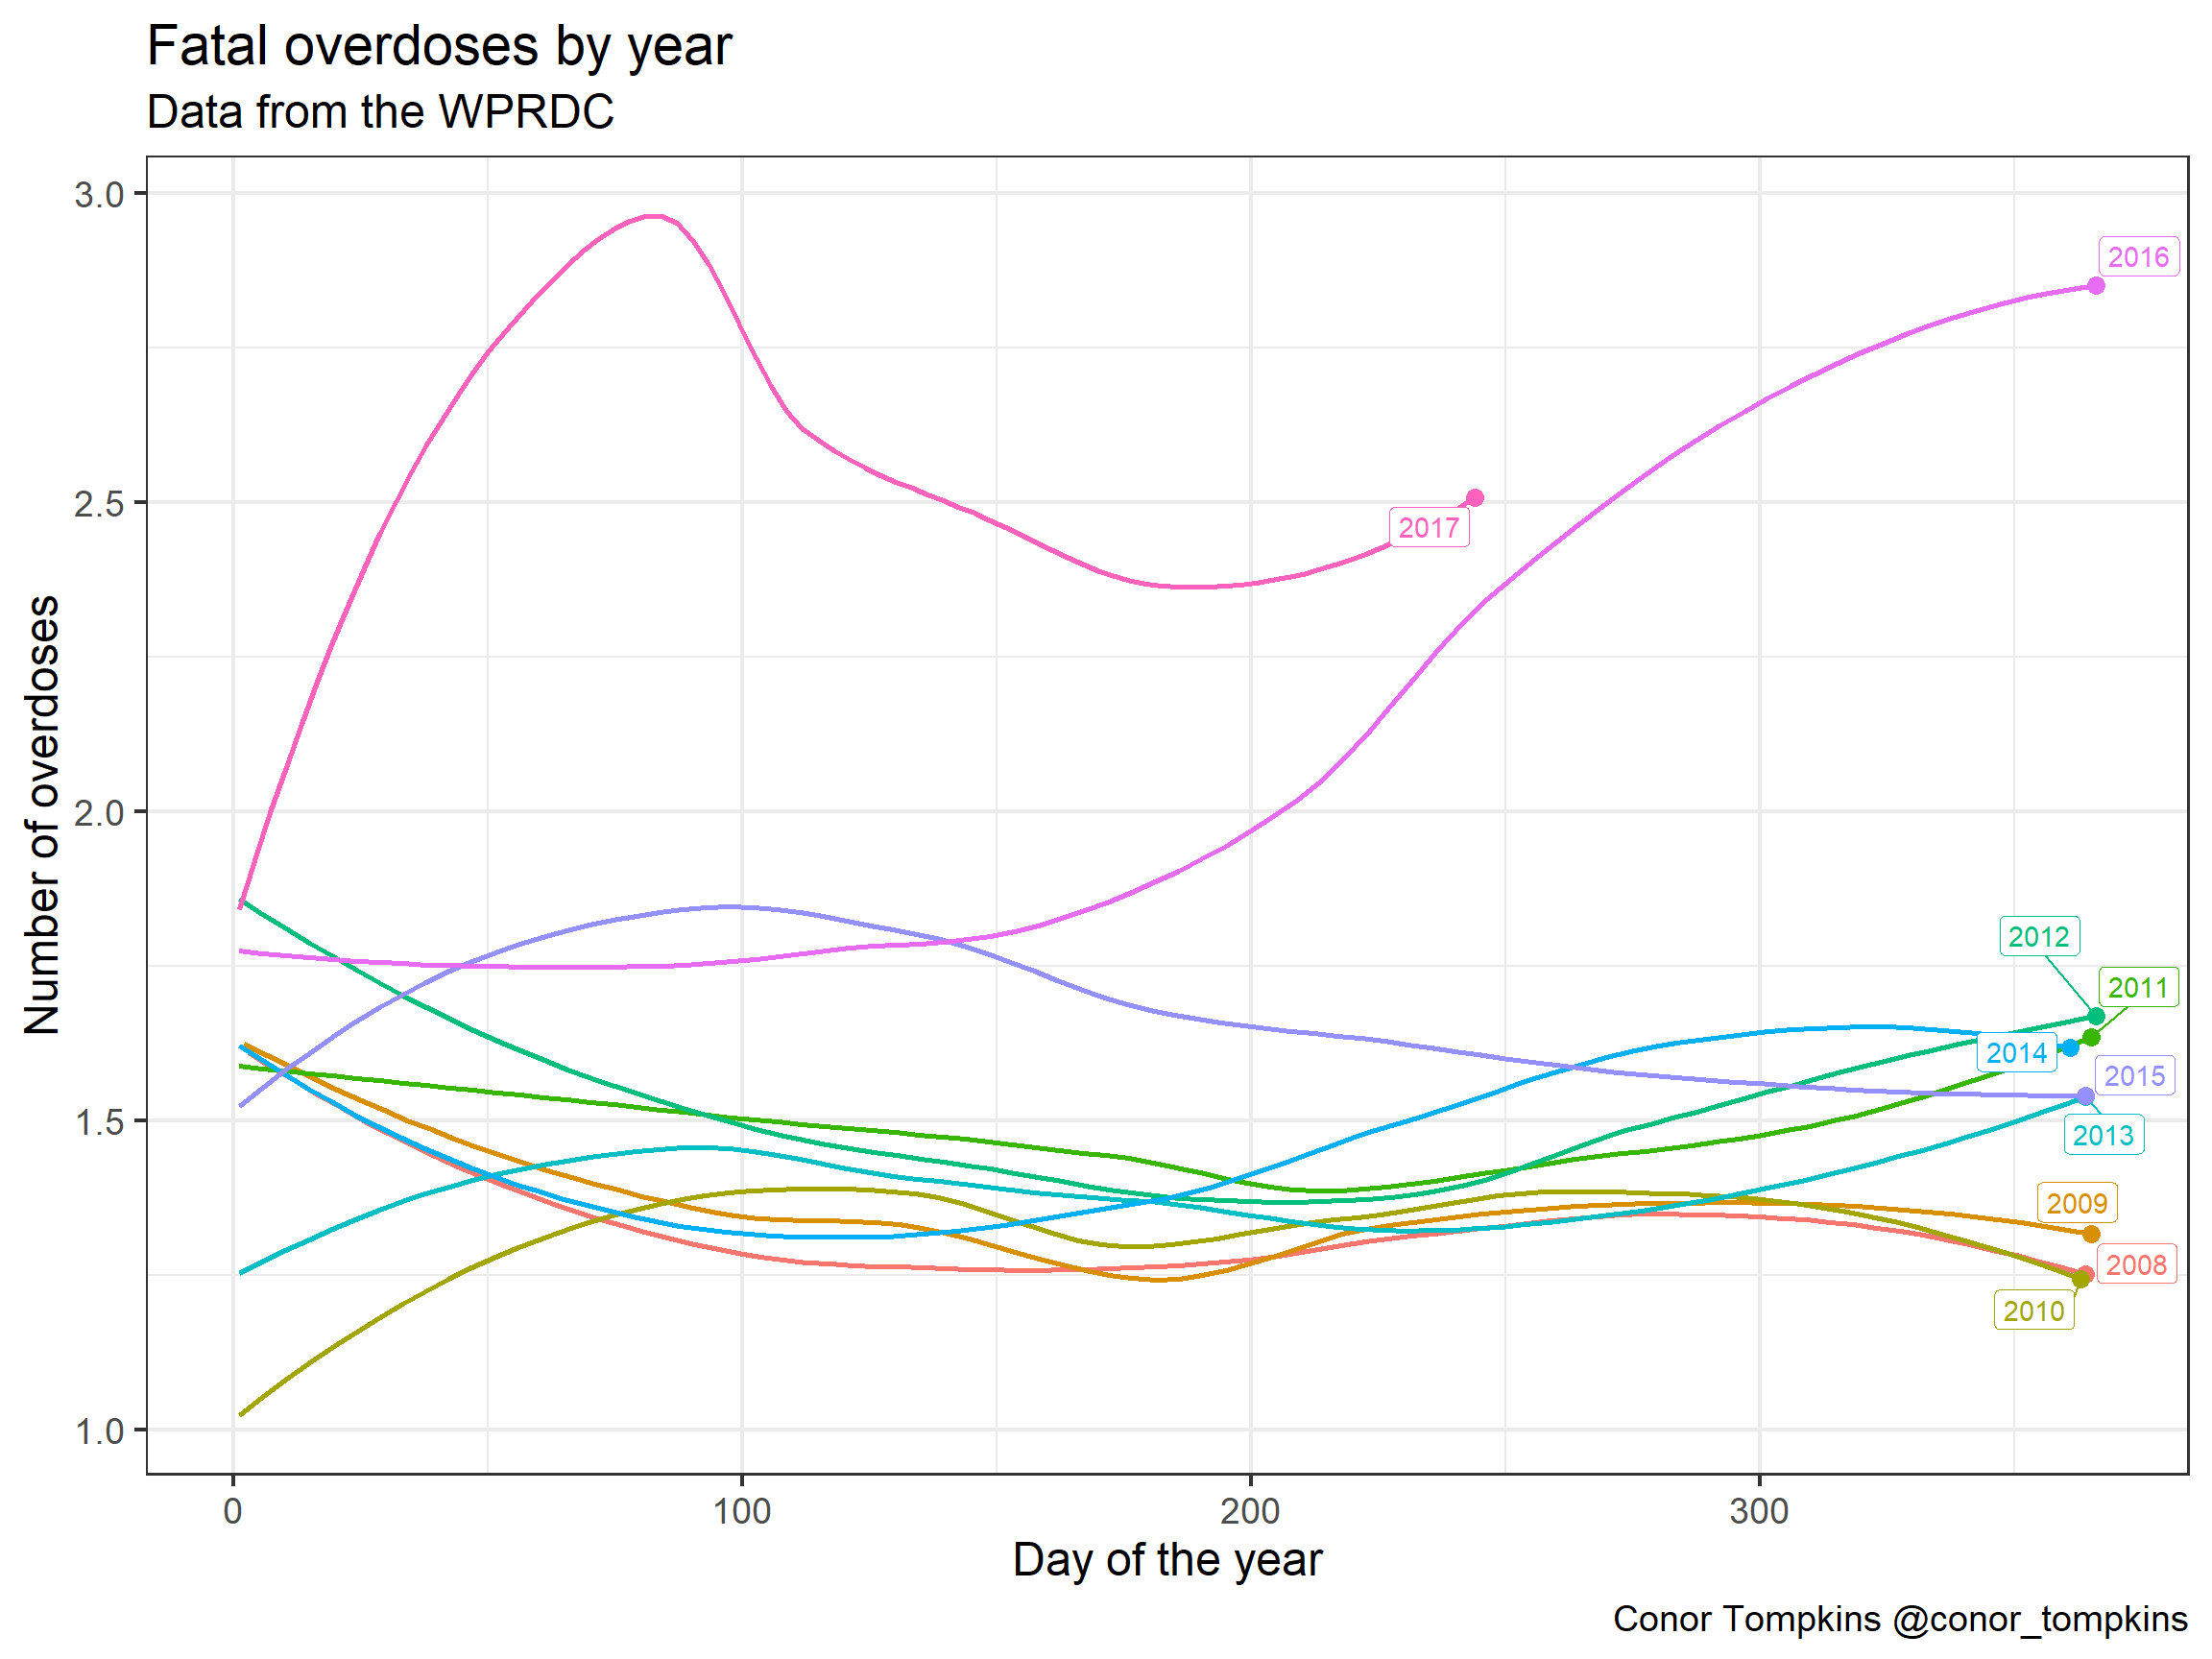 Fatal overdoses by year
Data from the WPRDC
Number of overdoses
3.0
2.5
2.0
1.5
1.0
2016
2017
2012
2011
2014
2015
2013
2009
2008
2010
0 100 200 300
Day of the year
Conor Tompkins @conor_tompkins